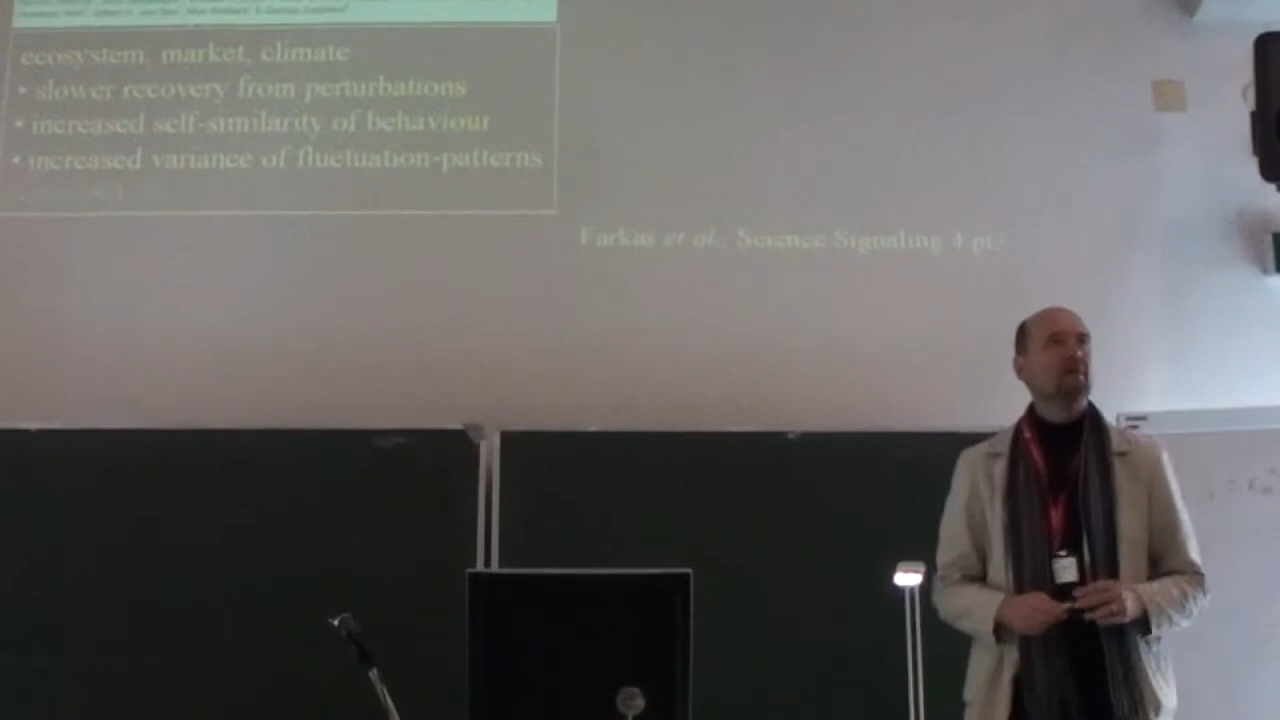 ecosystem, market, climate
• slower recovery from perturbations
• increased self-similarity of behaviour
• increased variance of fluctuation-patterns
Farkas et al., Science Signaling 4 pt